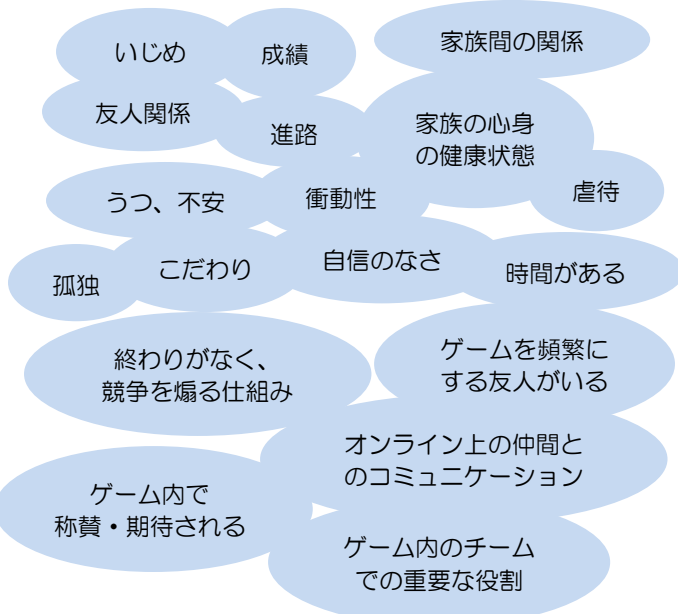 いじめ
成績
家族間の関係
友人関係
進路
家族の心身
の健康状態
虐待
うつ、不安
衝動性
孤独
こだわり
自信のなさ
時間がある
終わりがなく、
競争を煽る仕組み
ゲームを頻繁に
する友人がいる
オンライン上の仲間と
のコミュニケーション
ゲーム内で
称賛・期待される
ゲーム内のチーム
での重要な役割